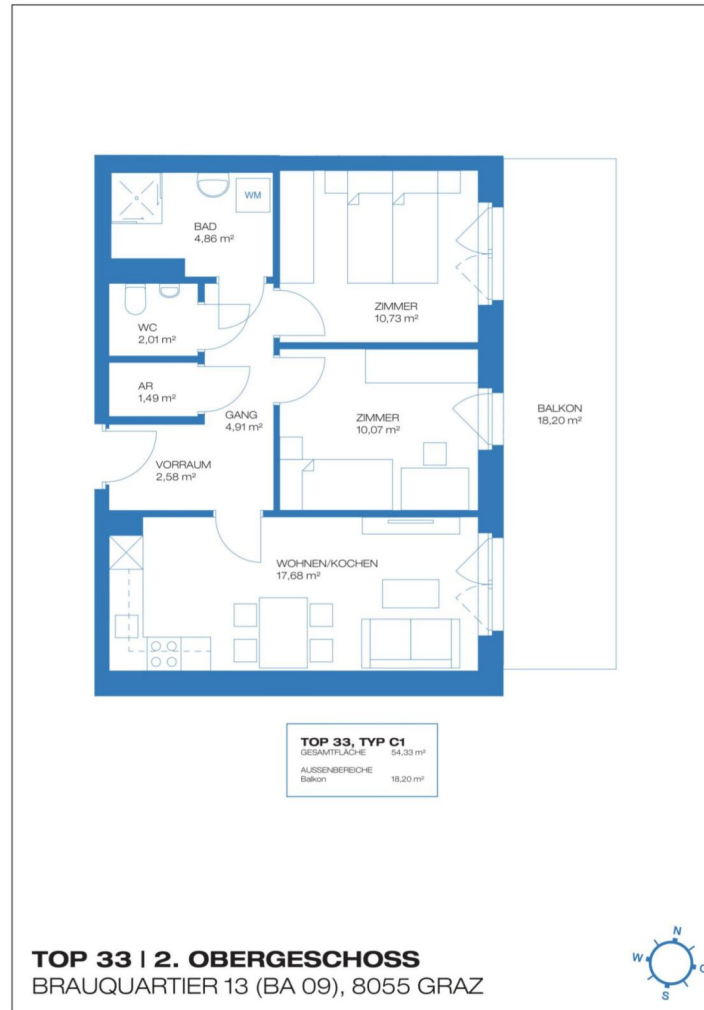 WM
BAD
4,86 m²
ZIMMER
10,73 m²
WC
2,01 m²
AR
1,49 m²
GANG
4,91 m²
ZIMMER
10,07 m²
BALKON
18,20 m²
VORRAUM
2,58 m²
WOHNEN/KOCHEN
17,68 m²
TOP 33, TYP C1
GESAMTFLÄCHE 54,33 m²
AUSSENBEREICHE
Balkon 18,20 m²
TOP 33 | 2. OBERGESCHOSS
BRAUQUARTIER 13 (BA 09), 8055 GRAZ
N
W
O
S